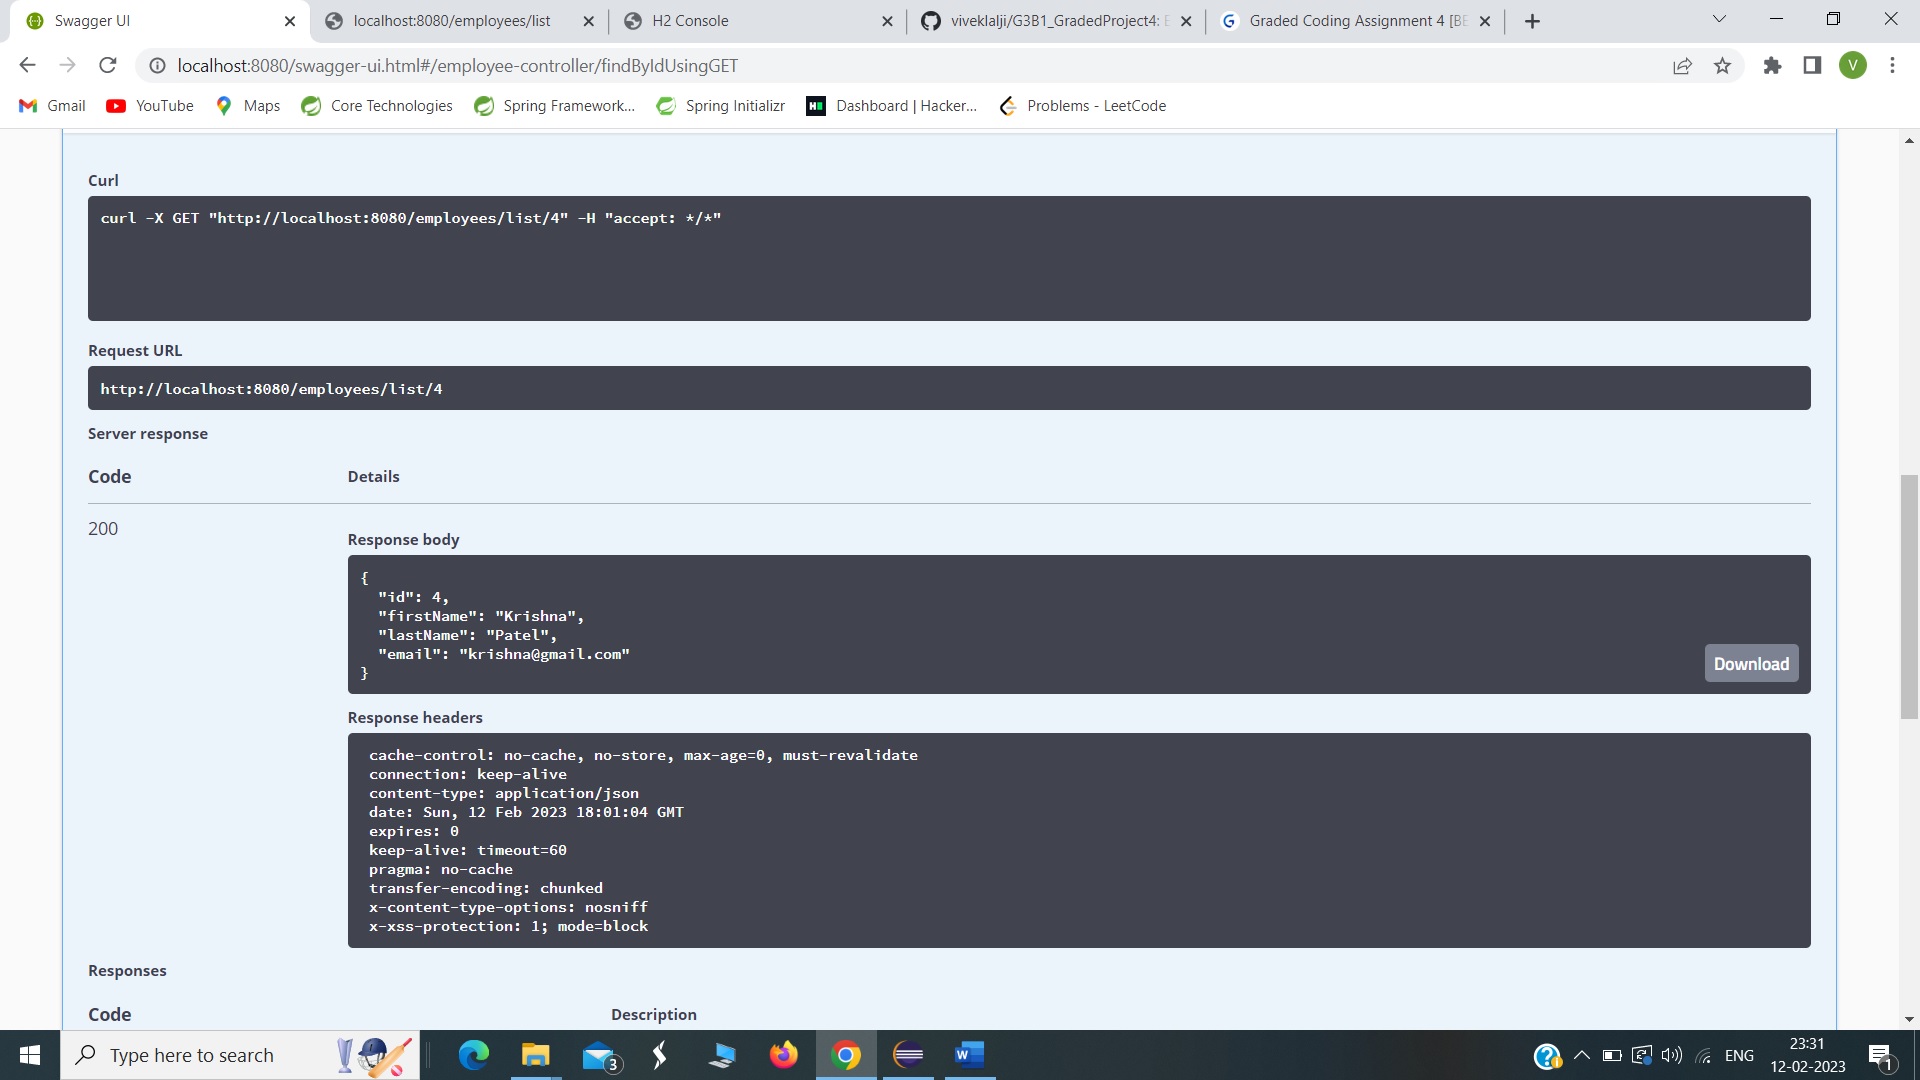 Swagger UI
localhost:8080/employees/list
H2 Console
viveklalji/G3B1_GradedProject4: E
Graded Coding Assignment 4 [BE
localhost:8080/swagger-ui.html#/employee-controller/findByIdUsingGET
V
Gmail
YouTube
Maps
Core Technologies
Spring Framework...
Spring Initializr
Dashboard | Hacker...
Problems - LeetCode
Curl
curl -X GET "http://localhost:8080/employees/list/4" -H "accept: */*"
Request URL
http://localhost:8080/employees/list/4
Server response
Code
Details
200
Response body
{
"id": 4,
"firstName": "Krishna",
"lastName": "Patel",
"email": "krishna@gmail.com"
}
Download
Response headers
cache-control: no-cache, no-store, max-age=0, must-revalidate
connection: keep-alive
content-type: application/json
date: Sun, 12 Feb 2023 18:01:04 GMT
expires: 0
keep-alive: timeout=60
pragma: no-cache
transfer-encoding: chunked
x-content-type-options: nosniff
x-xss-protection: 1; mode=block
Responses
Code
Description
Type here to search
3
ENG
23:31
12-02-2023
1